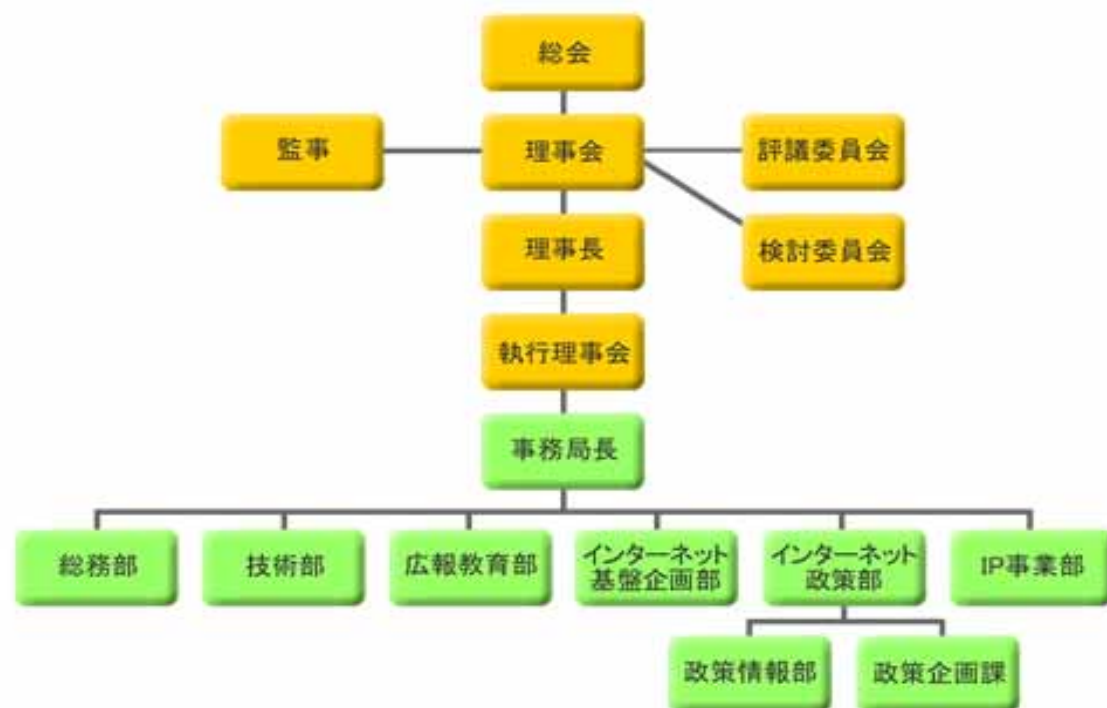 総会
監事
理事会
評議委員会
理事長
検討委員会
執行理事会
事務局長
総務部
技術部
広報教育部
インターネット
基盤企画部
インターネット
政策部
IP事業部
政策情報部
政策企画課